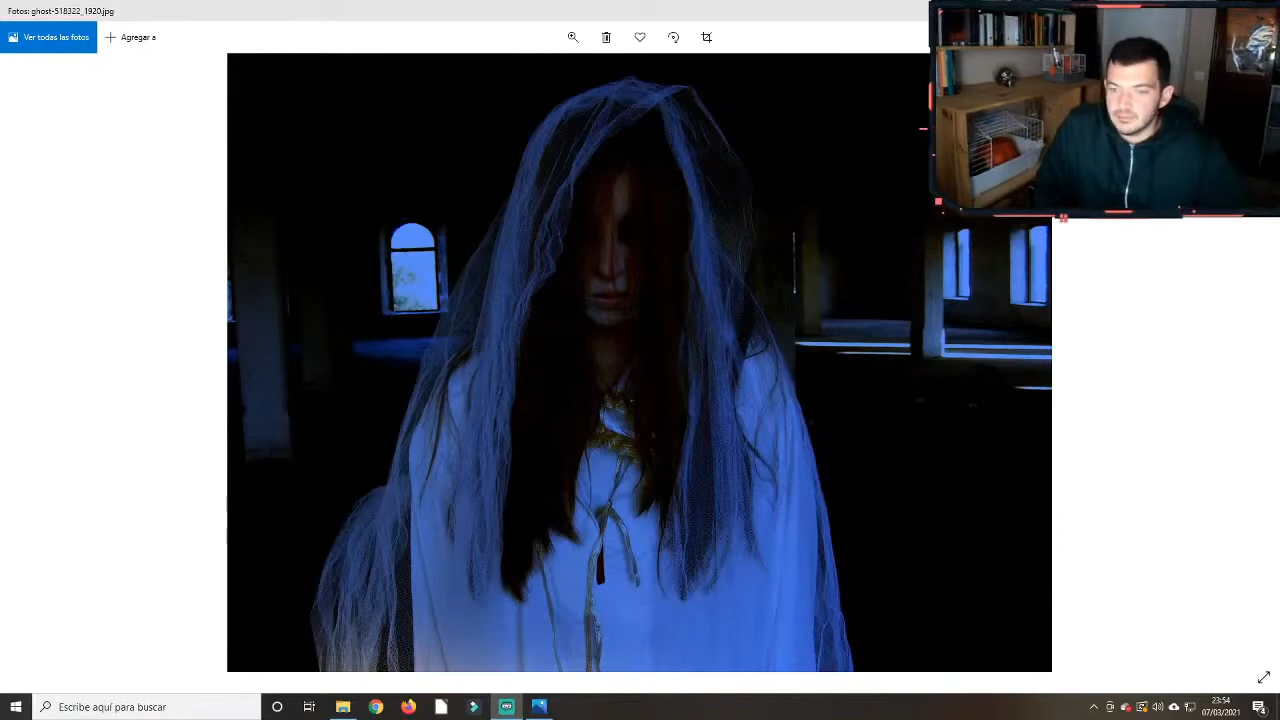 Fotos: ghost-518322_1920.jpg
Ver todas las fotos
Agregar a
Escribe aquí para buscar
23:54
07/03/2021